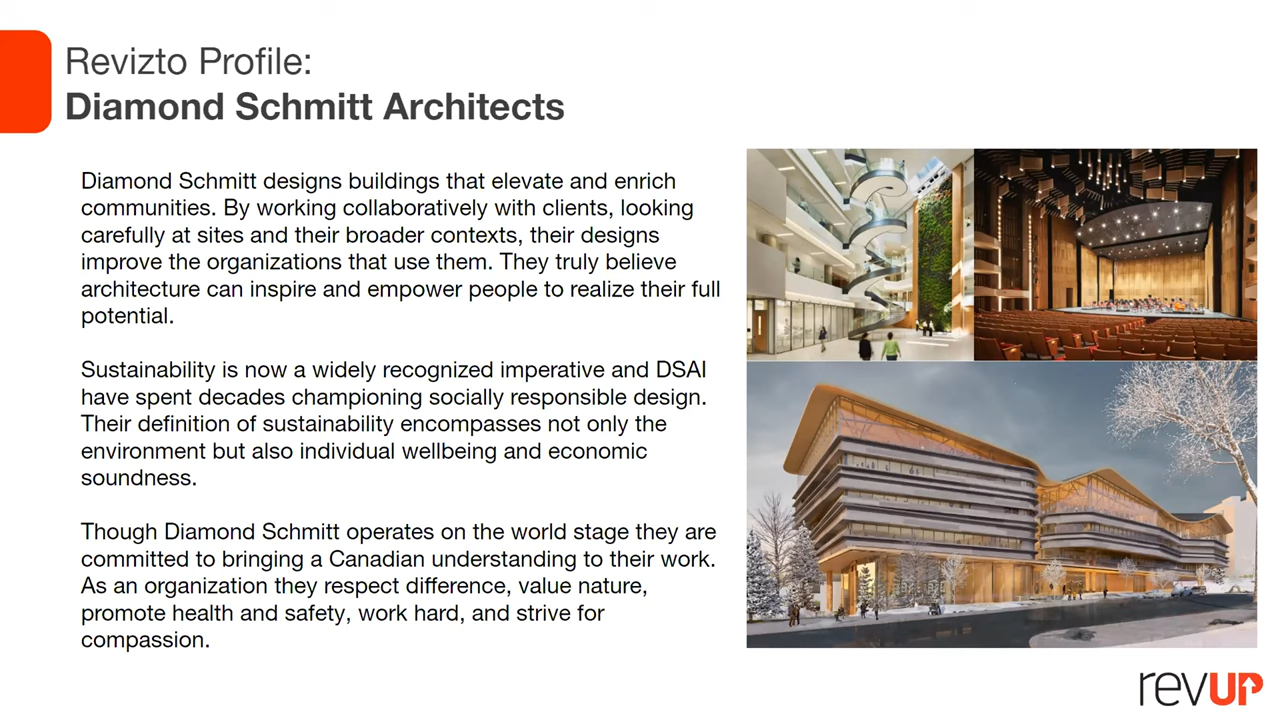 Revizto Profile:
Diamond Schmitt Architects
Diamond Schmitt designs buildings that elevate and enrich
communities. By working collaboratively with clients, looking
carefully at sites and their broader contexts, their designs
improve the organizations that use them. They truly believe
architecture can inspire and empower people to realize their full
potential.
Sustainability is now a widely recognized imperative and DSAI
have spent decades championing socially responsible design.
Their definition of sustainability encompasses not only the
environment but also individual wellbeing and economic
soundness.
Though Diamond Schmitt operates on the world stage they are
committed to bringing a Canadian understanding to their work.
As an organization they respect difference, value nature,
promote health and safety, work hard, and strive for
compassion.
revUP